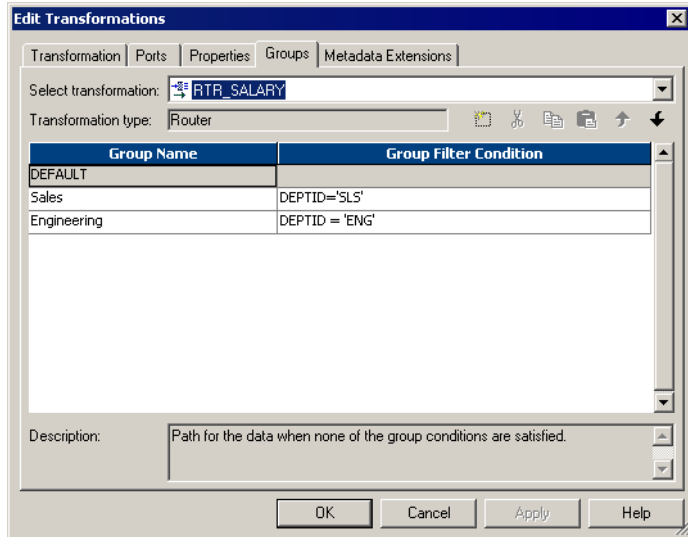 Edit Transformations
Transformation Ports Properties Groups Metadata Extensions
Select transformation: RTR_SALARY
Transformation type: Router
Group Name Group Filter Condition
DEFAULT
Sales DEPTID='SLS'
Engineering DEPTID = 'ENG'
Description: Path for the data when none of the group conditions are satisfied.
OK Cancel Apply Help